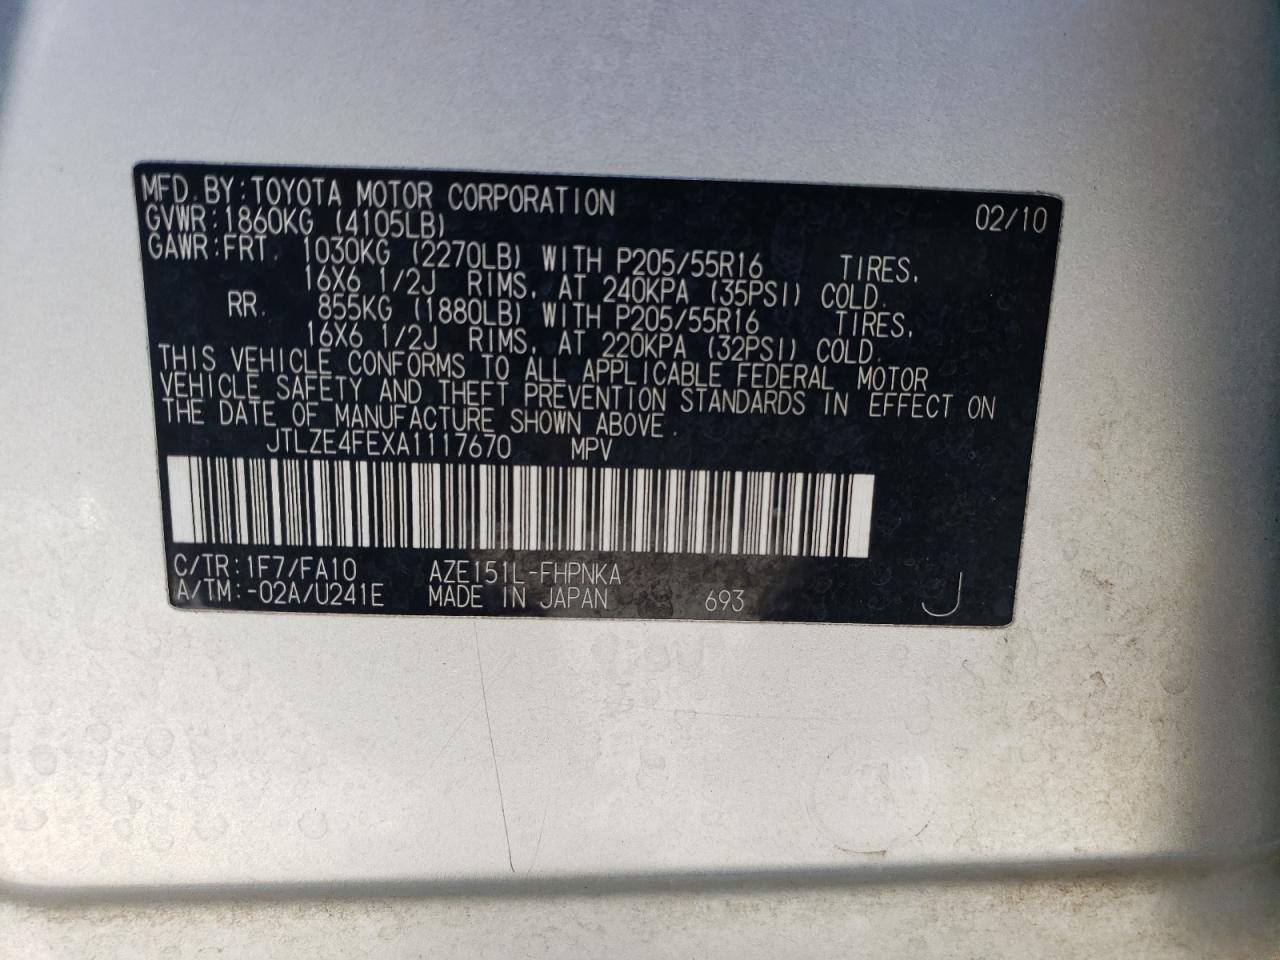 MFD. BY: TOYOTA MOTOR CORPORATION 02/10
GVWR: 1860KG (4105LB)
GAWR: FRT. 1030KG (2270LB) WITH P205/55R16 TIRES,
16X6 1/2J RIMS, AT 240KPA (35PSI) COLD.
RR. 855KG (1880LB) WITH P205/55R16 TIRES,
16X6 1/2J RIMS, AT 220KPA (32PSI) COLD.
THIS VEHICLE CONFORMS TO ALL APPLICABLE FEDERAL MOTOR
VEHICLE SAFETY AND THEFT PREVENTION STANDARDS IN EFFECT ON
THE DATE OF MANUFACTURE SHOWN ABOVE.
JTLZE4FEXA1117670 MPV
C/TR: 1F7/FA10 AZE151L-FHPNKA
A/TM: -02A/U241E MADE IN JAPAN 693 J